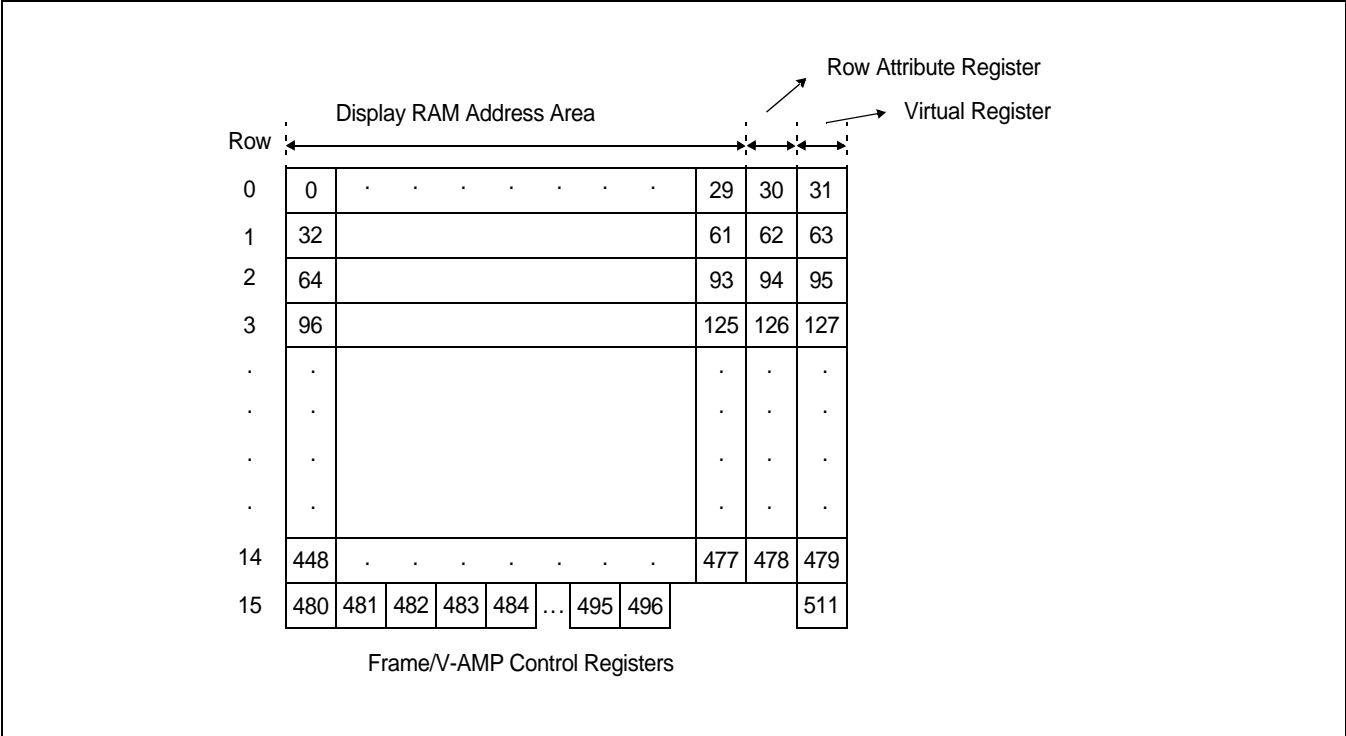 Row Attribute Register
Display RAM Address Area
Virtual Register
Row
0 0 . . . . . . . 29 30 31
1 32 61 62 63
2 64 93 94 95
3 96 125 126 127
. . . . .
. . . . .
. . . . .
. . . . .
14 448 . . . . . . . 477 478 479
15 480 481 482 483 484 ... 495 496 511
Frame/V-AMP Control Registers